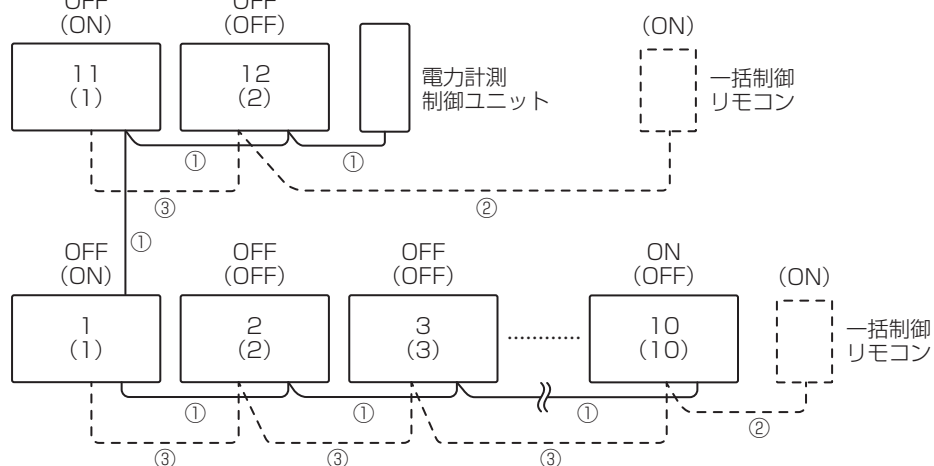 OFF OFF
(ON) (OFF) (ON)
11 12
(1) (2)
電力計測
制御ユニット
一括制御
リモコン
① ①
③ ②
①
OFF OFF OFF ON
(ON) (OFF) (OFF) (OFF) (ON)
1 2 3 10
(1) (2) (3) (10)
一括制御
リモコン
① ① ①
②
③ ③ ③